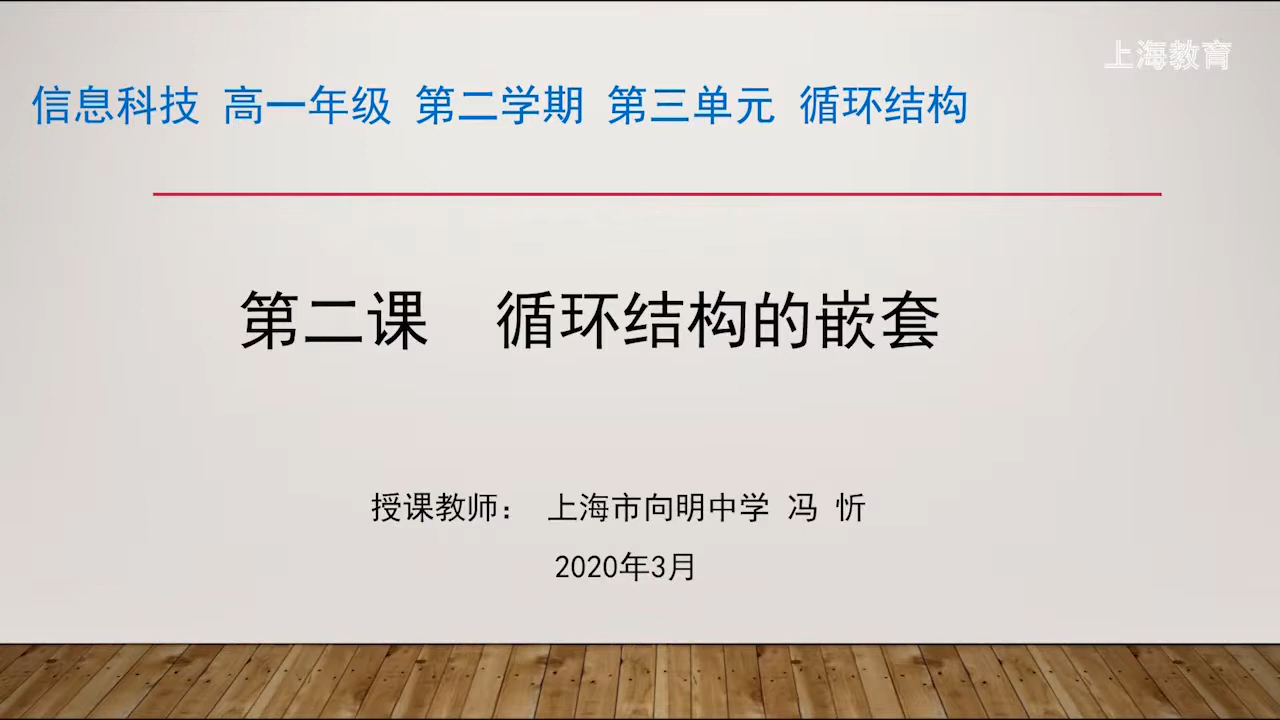 上海教育
信息科技 高一年级 第二学期 第三单元 循环结构
第二课 循环结构的嵌套
授课教师： 上海市向明中学 冯 忻
2020年3月